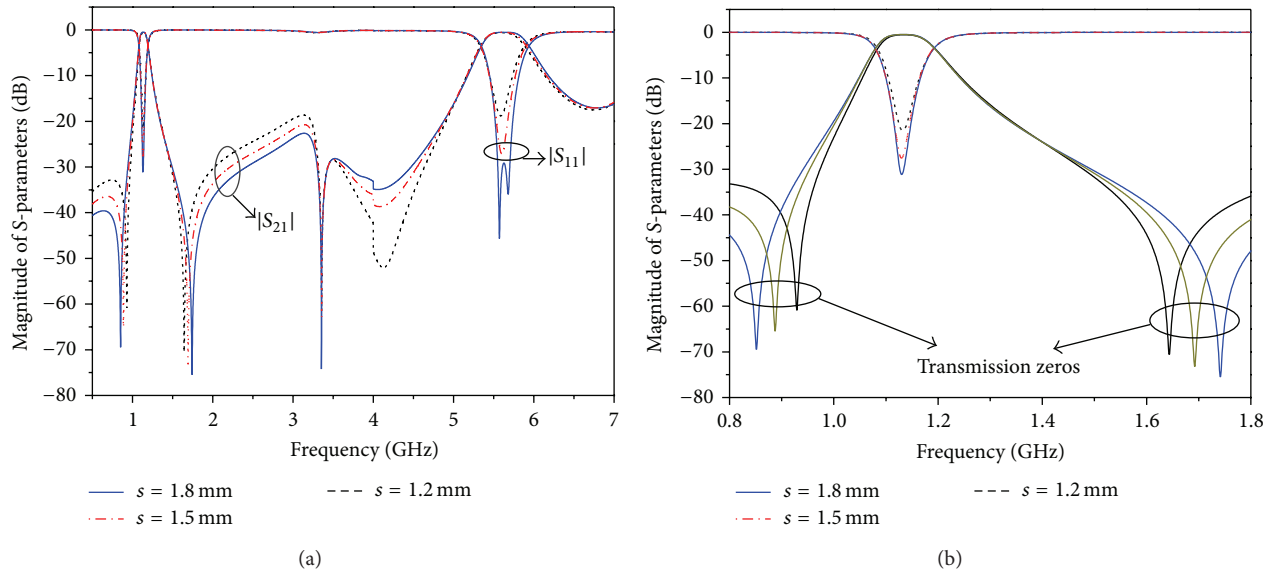 0
−10
−20
−30
−40
−50
−60
−70
−80
Magnitude of S-parameters (dB)
|S21|
|S11|
1 2 3 4 5 6 7
Frequency (GHz)
s = 1.8 mm
s = 1.5 mm
s = 1.2 mm
(a)
0
−10
−20
−30
−40
−50
−60
−70
−80
Magnitude of S-parameters (dB)
Transmission zeros
0.8 1.0 1.2 1.4 1.6 1.8
Frequency (GHz)
s = 1.8 mm
s = 1.5 mm
s = 1.2 mm
(b)